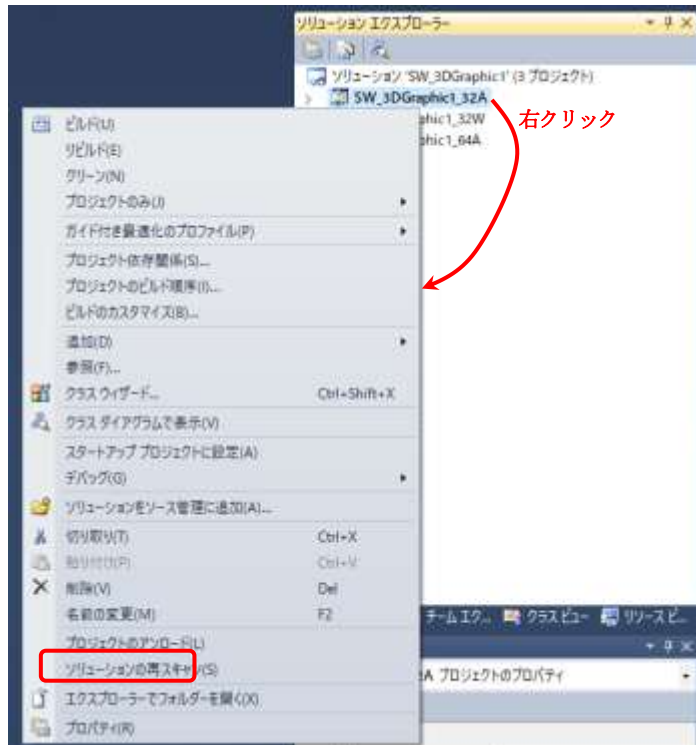 ソリューション エクスプローラー
ソリューション 'SW_3DGraphic1' (3 プロジェクト)
SW_3DGraphic1_32A
phic1_32W
phic1_64A
右クリック
ビルド(U)
リビルド(E)
クリーン(N)
プロジェクトのみ(J)
ガイド付き最適化のプロファイル(P)
プロジェクト依存関係(S)...
プロジェクトのビルド順序(I)...
ビルドのカスタマイズ(B)...
追加(D)
参照(F)...
クラス ウィザード... Ctrl+Shift+X
クラス ダイアグラムで表示(V)
スタートアップ プロジェクトに設定(A)
デバッグ(G)
ソリューションをソース管理に追加(A)...
切り取り(T) Ctrl+X
貼り付け(P) Ctrl+V
削除(V) Del
名前の変更(M) F2
プロジェクトのアンロード(L)
ソリューションの再スキャン(S)
エクスプローラーでフォルダーを開く(X)
プロパティ(R)
チームエク... クラス ビュー リソース ビ...
A プロジェクトのプロパティ